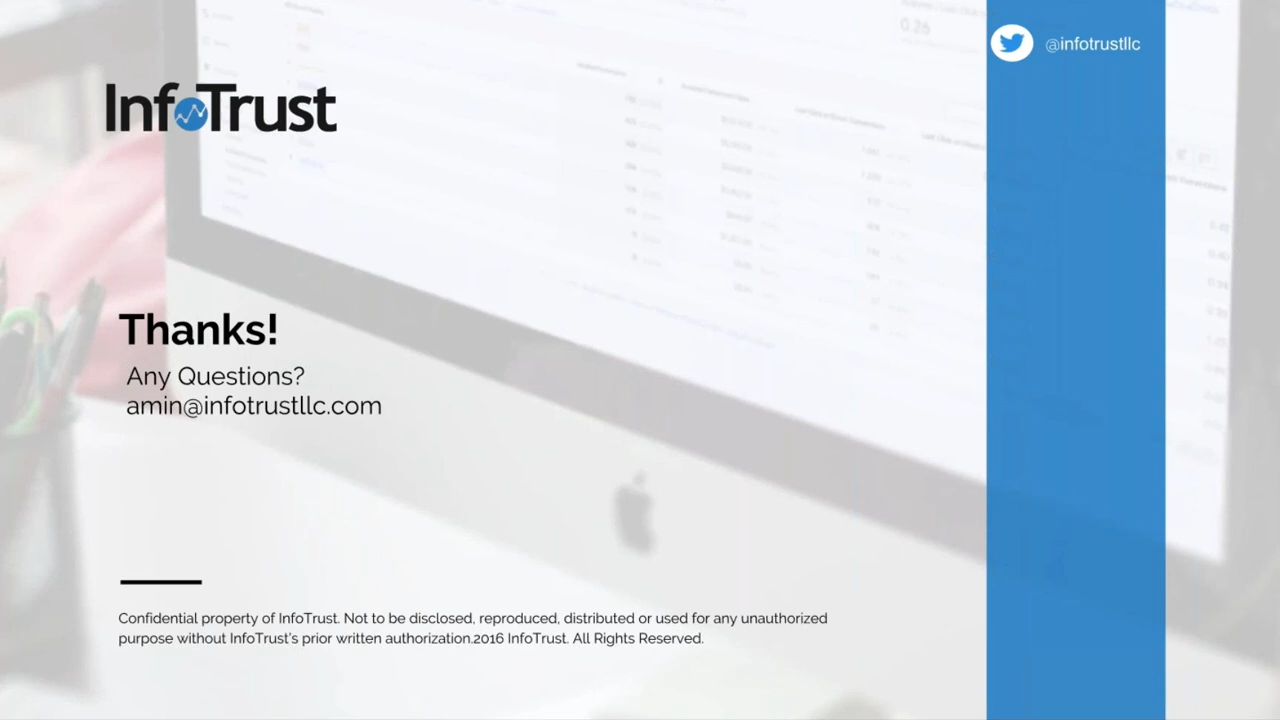 @infotrustllc
InfoTrust
Thanks!
Any Questions?
amin@infotrustllc.com
Confidential property of InfoTrust. Not to be disclosed, reproduced, distributed or used for any unauthorized
purpose without InfoTrust's prior written authorization.2016 InfoTrust. All Rights Reserved.